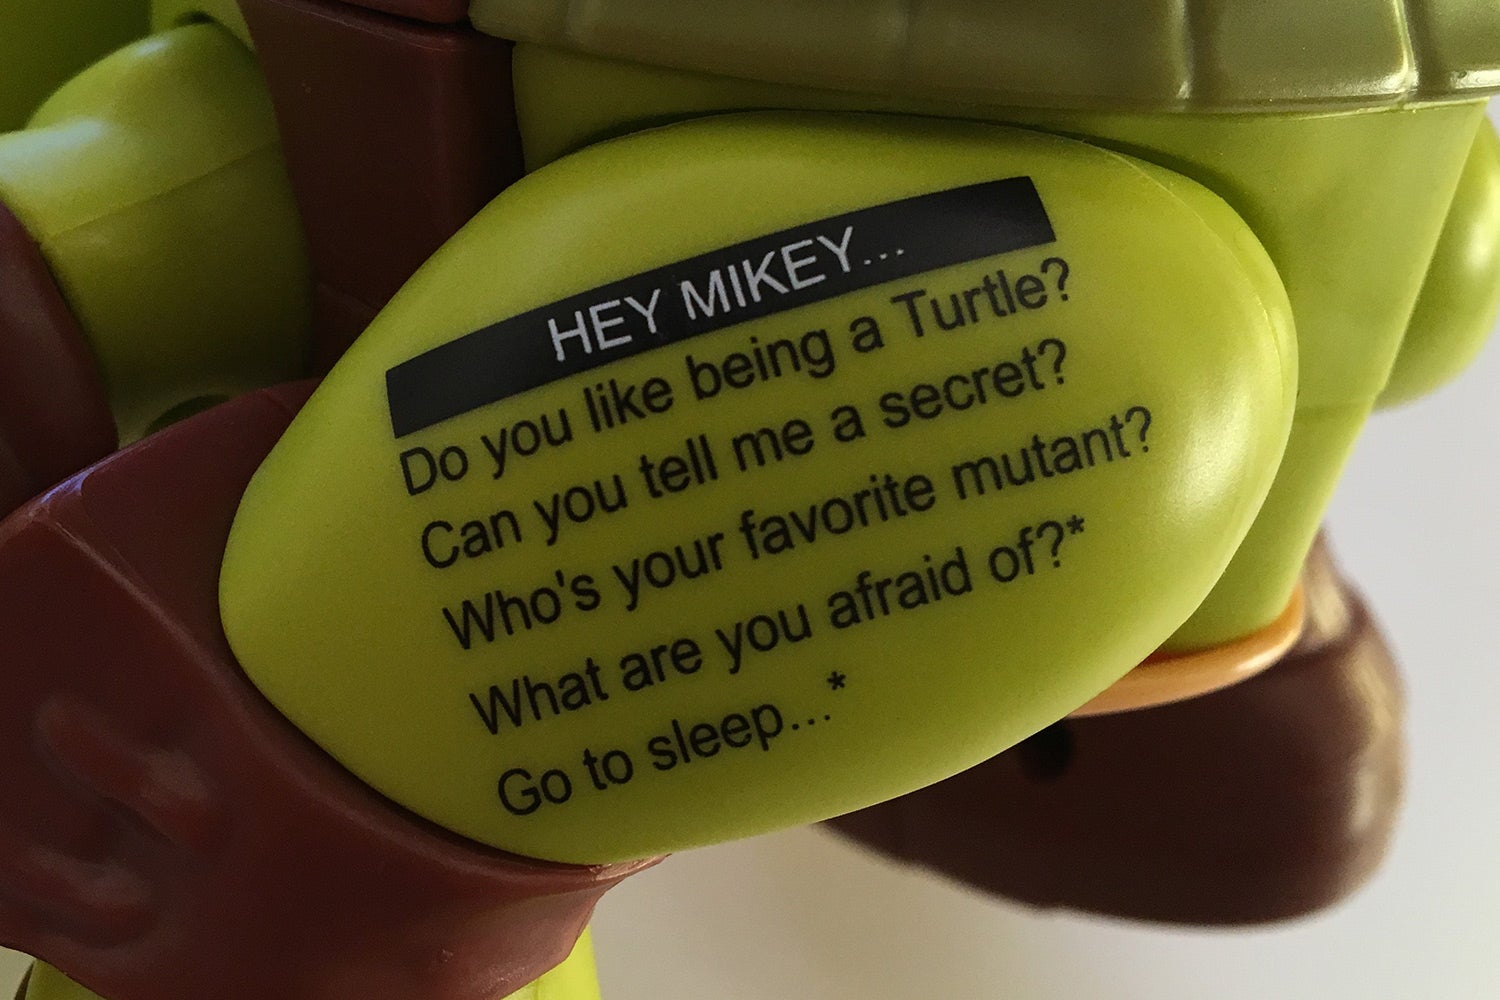 HEY MIKEY...
Do you like being a Turtle?
Can you tell me a secret?
Who's your favorite mutant?
What are you afraid of?*
Go to sleep...*